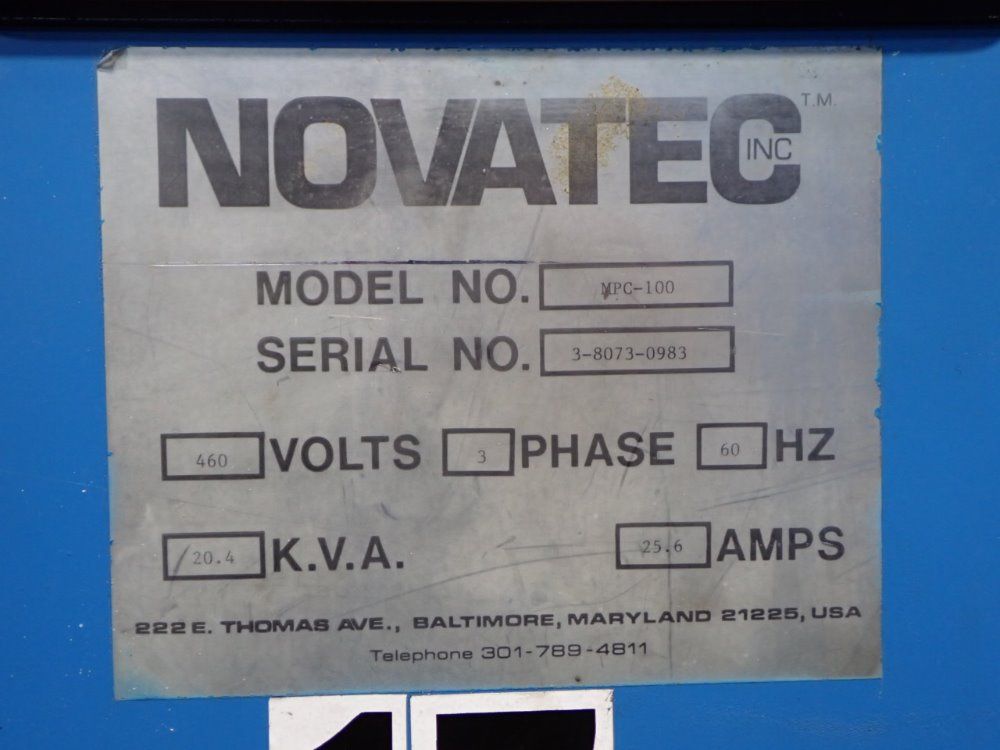 NOVATEC INC T.M.
MODEL NO. MPC-100
SERIAL NO. 3-8073-0983
460 VOLTS 3 PHASE 60 HZ
20.4 K.V.A. 25.6 AMPS
222 E. THOMAS AVE., BALTIMORE, MARYLAND 21225, USA
Telephone 301-789-4811